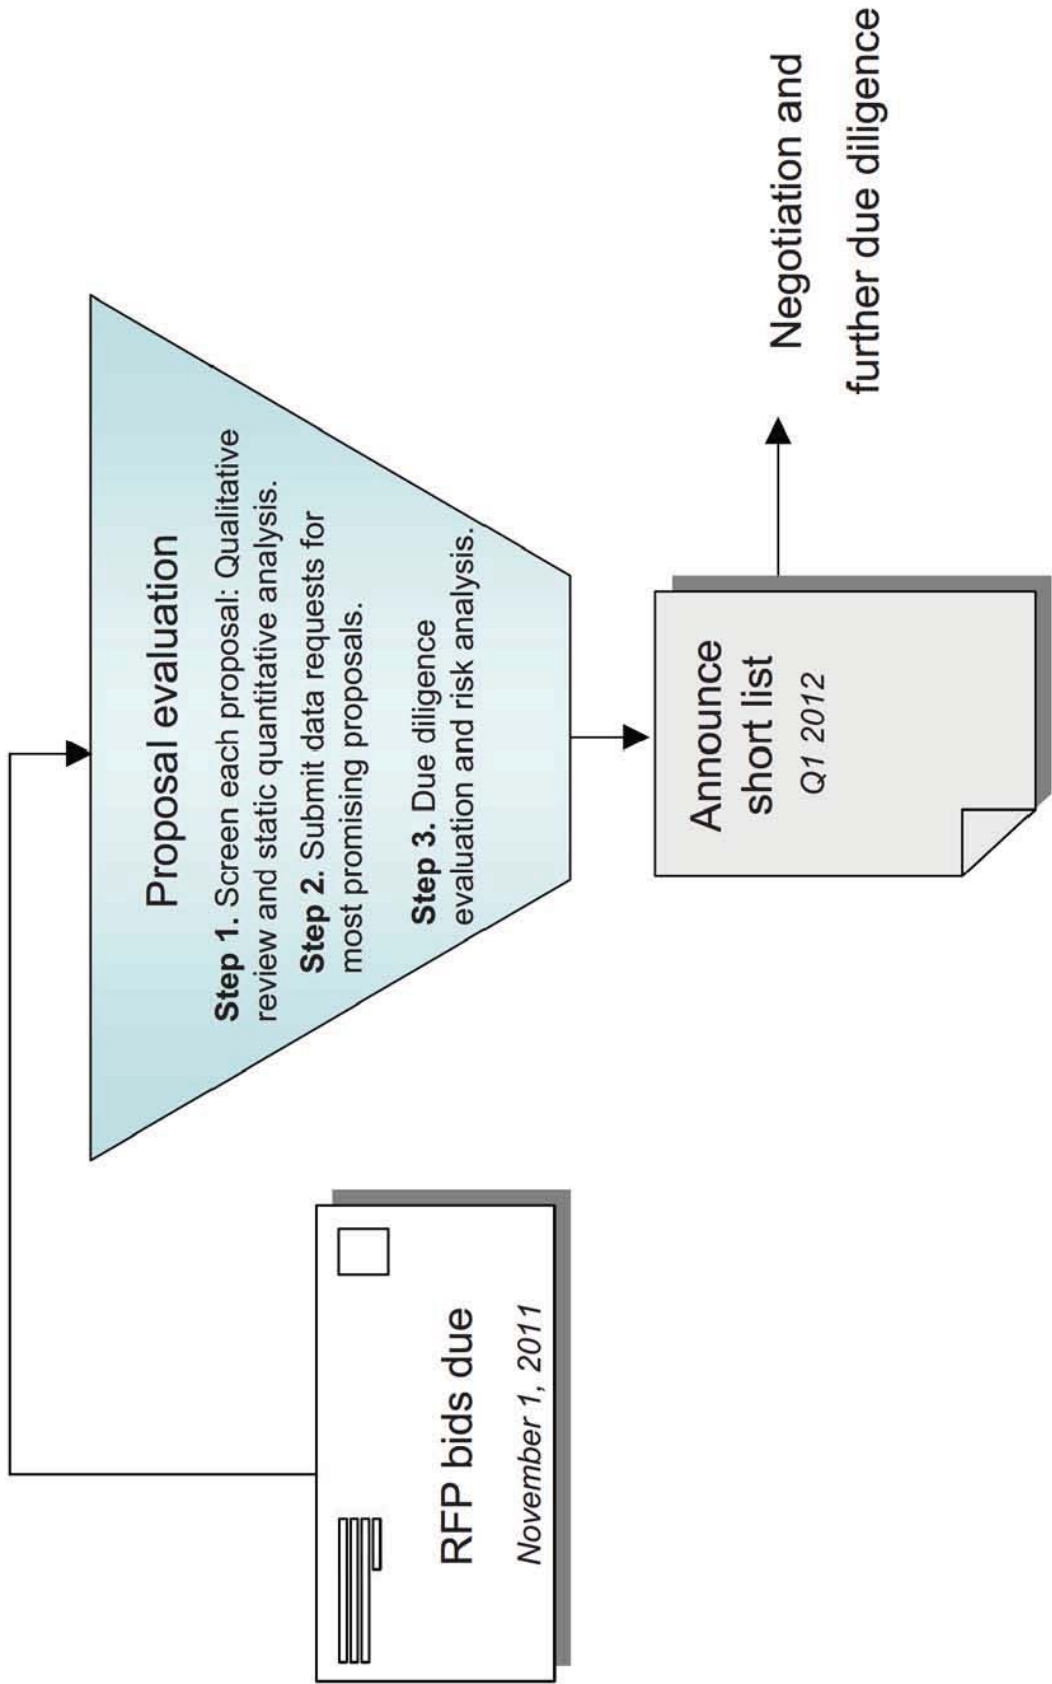 RFP bids due
November 1, 2011
Proposal evaluation
Step 1. Screen each proposal: Qualitative
review and static quantitative analysis.
Step 2. Submit data requests for
most promising proposals.
Step 3. Due diligence
evaluation and risk analysis.
Announce
short list
Q1 2012
Negotiation and
further due diligence